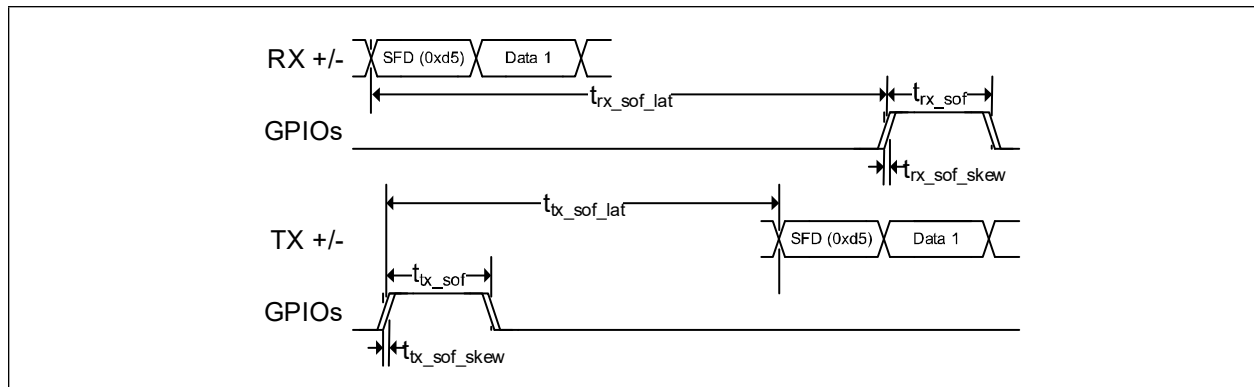 RX +/-
SFD (0xd5)
Data 1
trx_sof_lat
trx_sof
GPIOs
trx_sof_skew
ttx_sof_lat
TX +/-
SFD (0xd5)
Data 1
ttx_sof
GPIOs
ttx_sof_skew